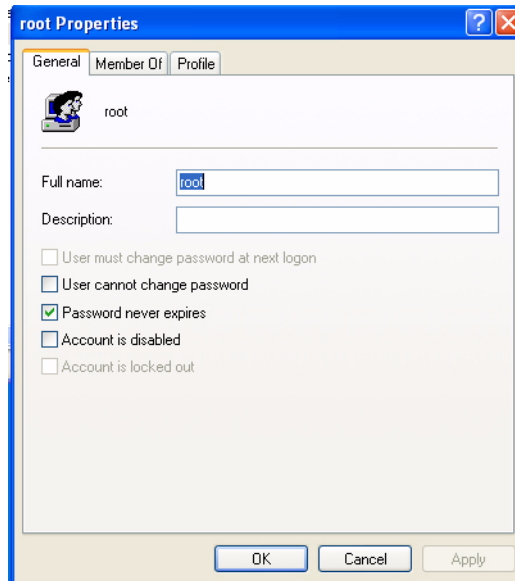 root Properties
General Member Of Profile
root
Full name: root
Description:
User must change password at next logon
User cannot change password
Password never expires
Account is disabled
Account is locked out
OK Cancel Apply